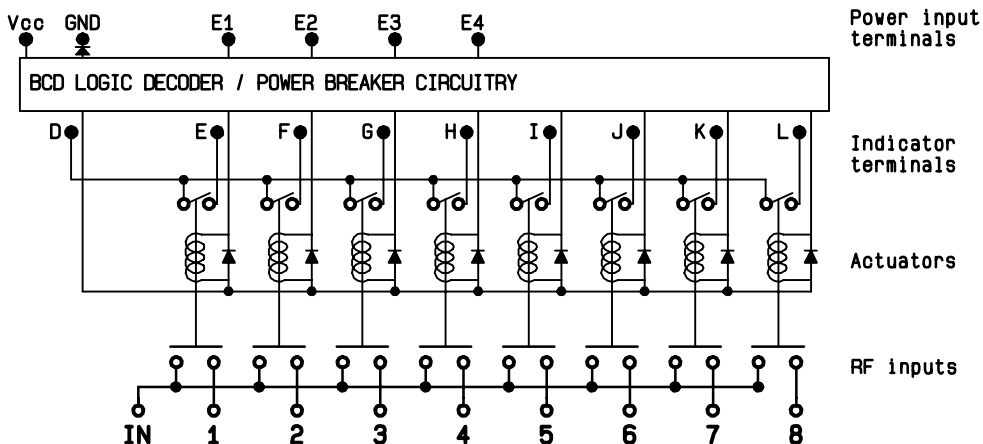 Vcc GND E1 E2 E3 E4
Power input
terminals
BCD LOGIC DECODER / POWER BREAKER CIRCUITRY
D E F G H I J K L
Indicator
terminals
Actuators
RF inputs
IN 1 2 3 4 5 6 7 8